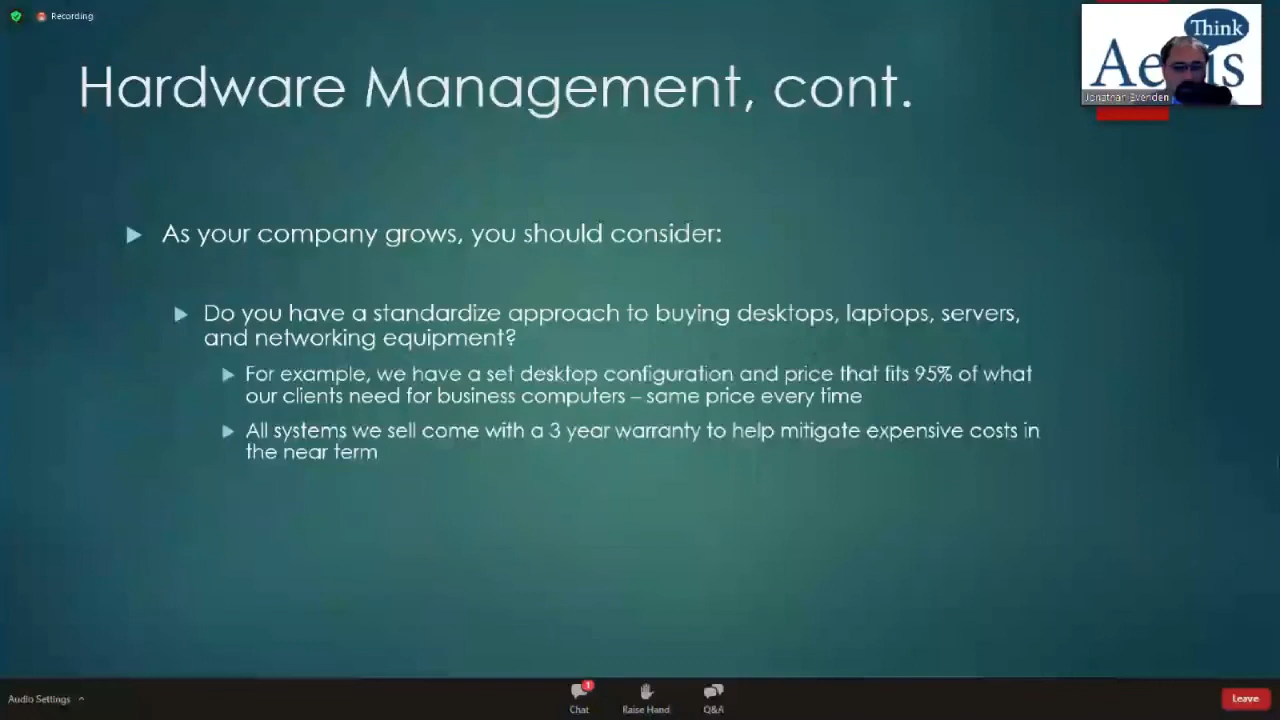 Recording
Think
Ae is
Jonathan Evenden
Hardware Management, cont.
As your company grows, you should consider:
Do you have a standardize approach to buying desktops, laptops, servers,
and networking equipment?
For example, we have a set desktop configuration and price that fits 95% of what
our clients need for business computers – same price every time
All systems we sell come with a 3 year warranty to help mitigate expensive costs in
the near term
Audio Settings
1
Chat
Raise Hand
Q&A
Leave